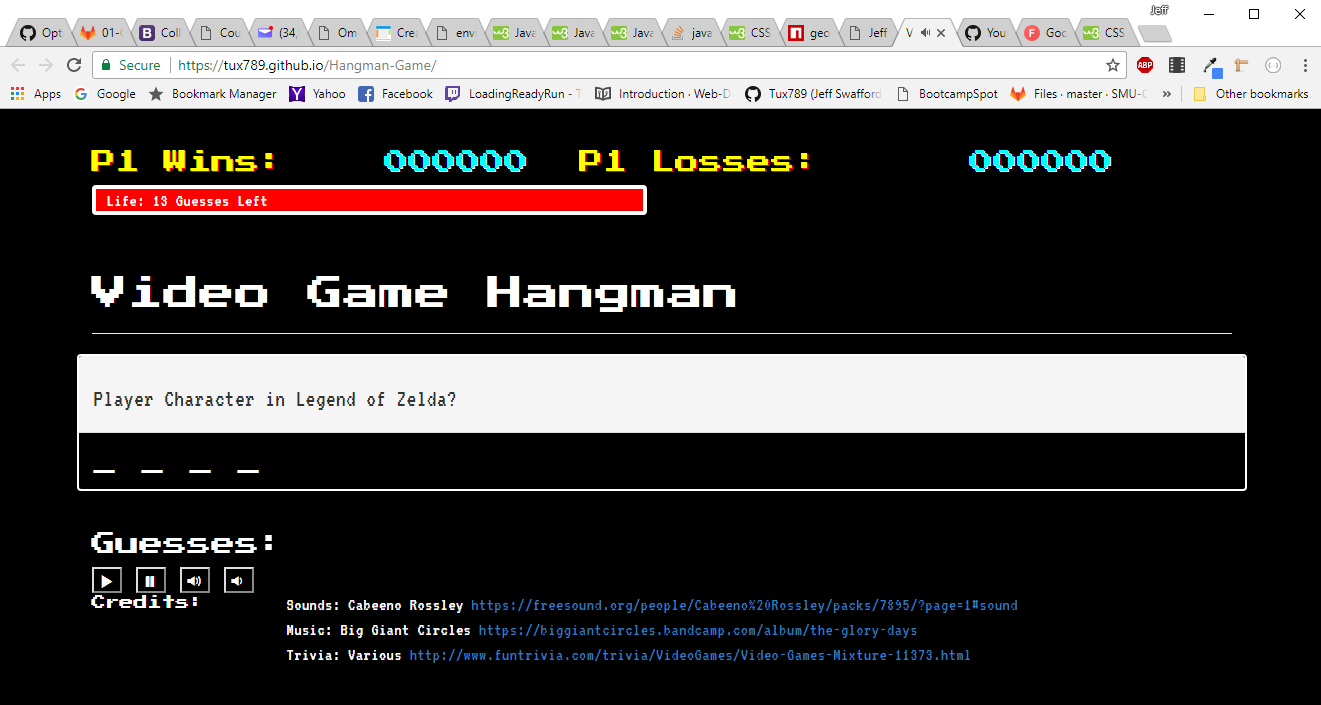 Jeff
Opt 01- Coll Cou (34, Om Crea env Java Java Java java CSS geo Jeff V You Goo CSS
Secure https://tux789.github.io/Hangman-Game/ ABP
Apps Google Bookmark Manager Yahoo Facebook LoadingReadyRun - Introduction · Web-D Tux789 (Jeff Swafford BootcampSpot Files · master · SMU- » Other bookmarks
P1 Wins: 000000 P1 Losses: 000000
Life: 13 Guesses Left
Video Game Hangman
Player Character in Legend of Zelda?
_ _ _ _
Guesses:
Credits:
Sounds: Cabeeno Rossley https://freesound.org/people/Cabeeno%20Rossley/packs/7895/?page=1#sound
Music: Big Giant Circles https://biggiantcircles.bandcamp.com/album/the-glory-days
Trivia: Various http://www.funtrivia.com/trivia/VideoGames/Video-Games-Mixture-11373.html